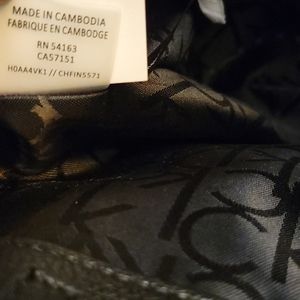 MADE IN CAMBODIA
FABRIQUE EN CAMBODGE
RN 54163
CA57151
H0AA4VK1 // CHFIN5571